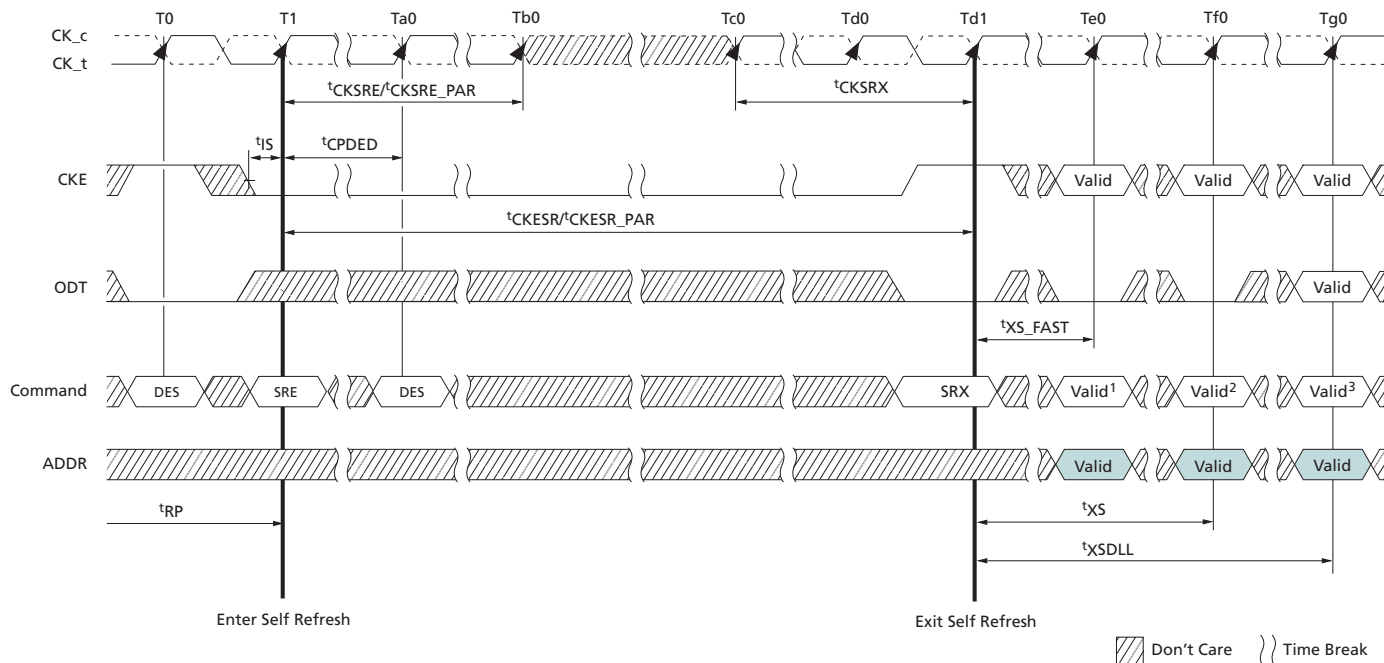 T0 T1 Ta0 Tb0 Tc0 Td0 Td1 Te0 Tf0 Tg0
CK_c
CK_t
tCKSRE/tCKSRE_PAR tCKSRX
tIS tCPDED
CKE Valid Valid Valid
tCKESR/tCKESR_PAR
ODT Valid
tXS_FAST
Command DES SRE DES SRX Valid1 Valid2 Valid3
ADDR Valid Valid Valid
tRP tXS
tXSDLL
Enter Self Refresh Exit Self Refresh
Don't Care Time Break